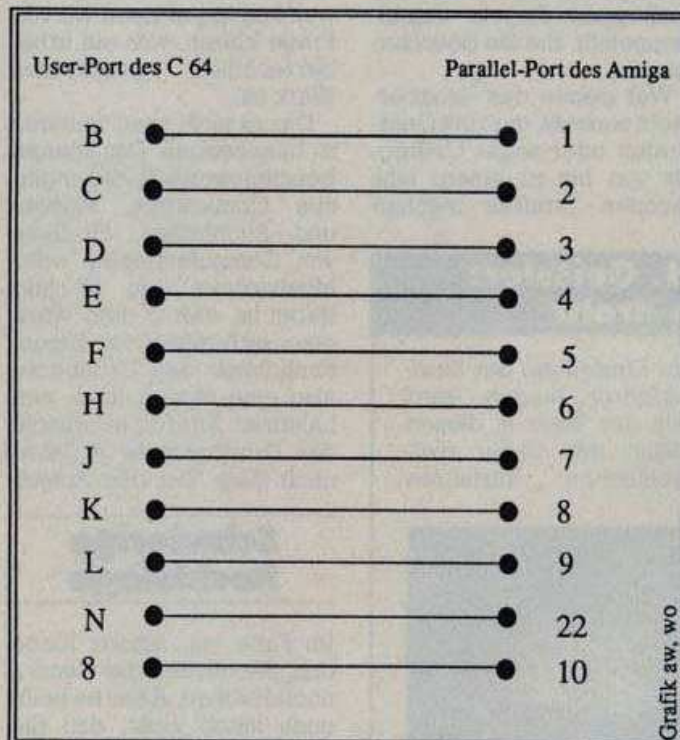 User-Port des C 64 Parallel-Port des Amiga
B 1
C 2
D 3
E 4
F 5
H 6
J 7
K 8
L 9
N 22
8 10
Grafik aw, wo